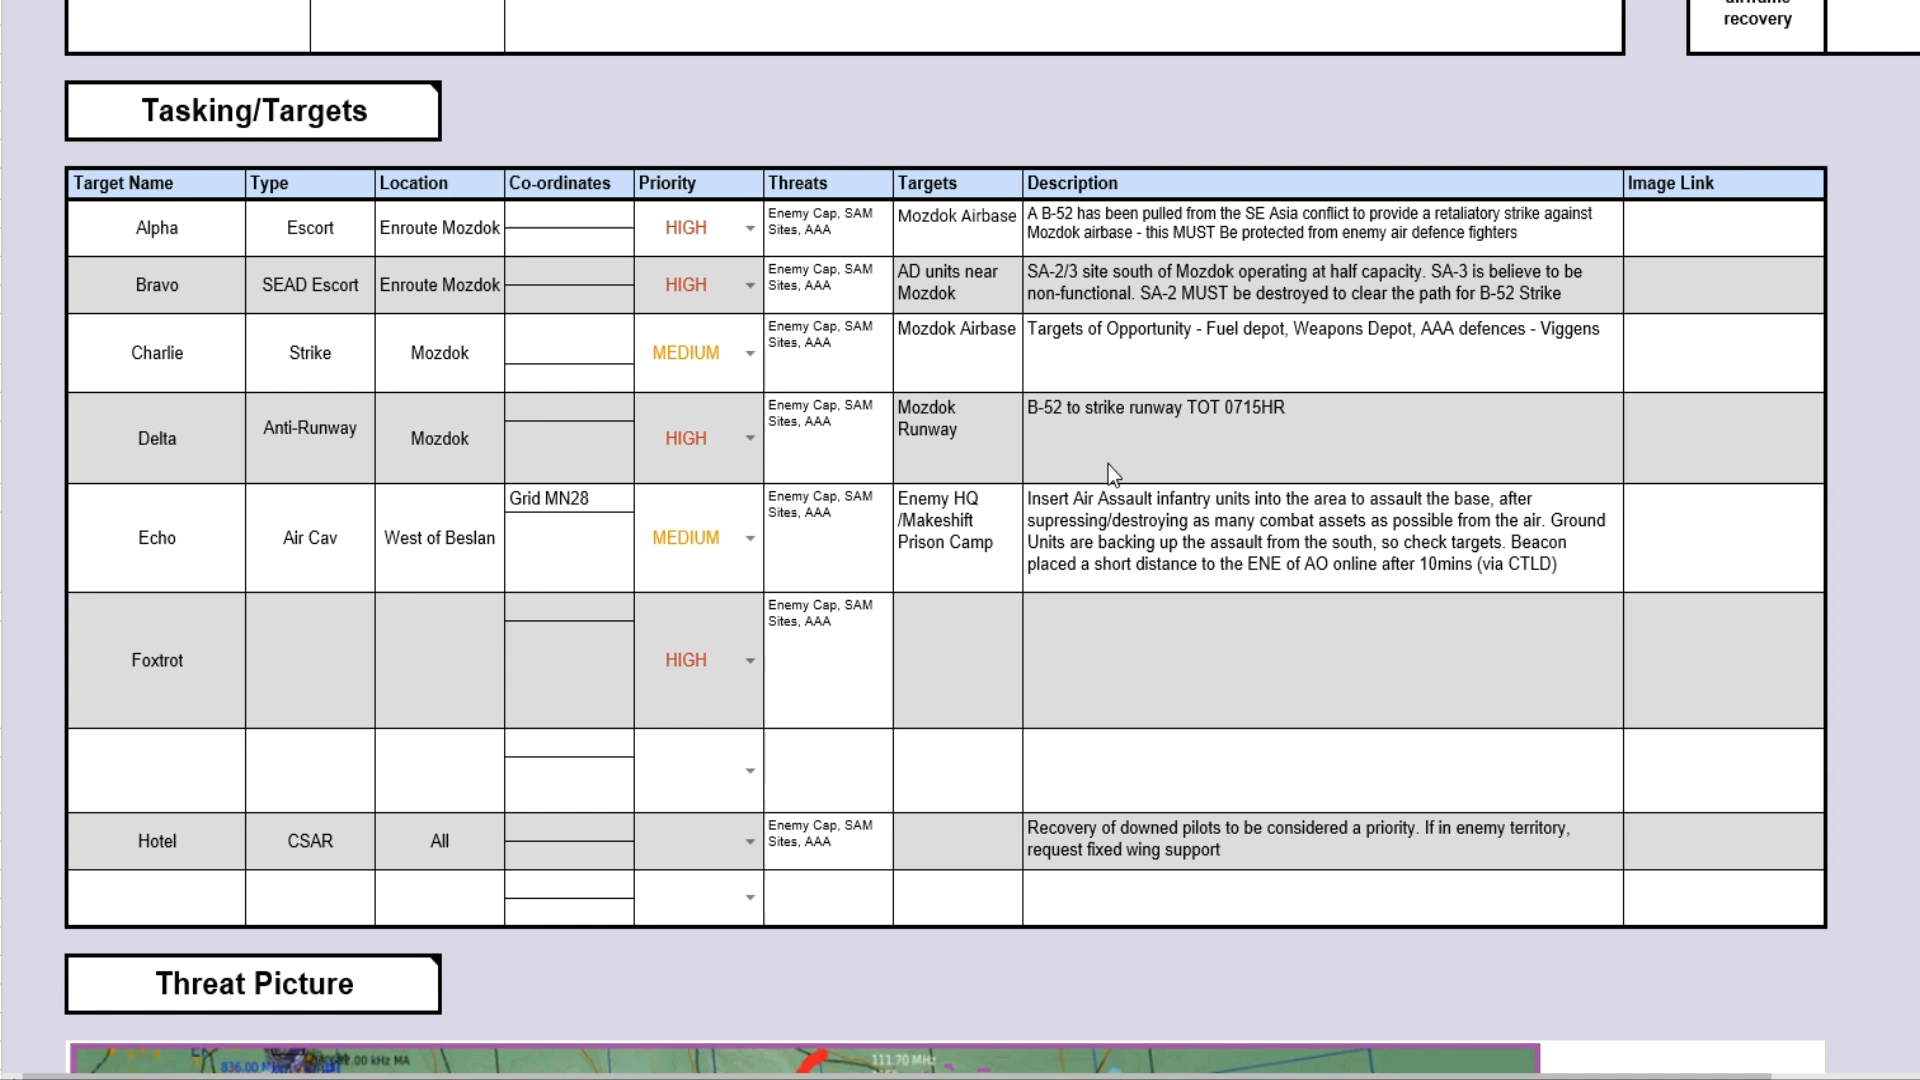 recovery
Tasking/Targets
Target Name Type Location Co-ordinates Priority Threats Targets Description Image Link
Alpha Escort Enroute Mozdok HIGH Enemy Cap, SAM Sites, AAA Mozdok Airbase A B-52 has been pulled from the SE Asia conflict to provide a retaliatory strike against
Mozdok airbase - this MUST Be protected from enemy air defence fighters
Bravo SEAD Escort Enroute Mozdok HIGH Enemy Cap, SAM Sites, AAA AD units near Mozdok SA-2/3 site south of Mozdok operating at half capacity. SA-3 is believe to be
non-functional. SA-2 MUST be destroyed to clear the path for B-52 Strike
Charlie Strike Mozdok MEDIUM Enemy Cap, SAM Sites, AAA Mozdok Airbase Targets of Opportunity - Fuel depot, Weapons Depot, AAA defences - Viggens
Delta Anti-Runway Mozdok HIGH Enemy Cap, SAM Sites, AAA Mozdok Runway B-52 to strike runway TOT 0715HR
Echo Air Cav West of Beslan Grid MN28 MEDIUM Enemy Cap, SAM Sites, AAA Enemy HQ /Makeshift Prison Camp Insert Air Assault infantry units into the area to assault the base, after
supressing/destroying as many combat assets as possible from the air. Ground
Units are backing up the assault from the south, so check targets. Beacon
placed a short distance to the ENE of AO online after 10mins (via CTLD)
Foxtrot HIGH Enemy Cap, SAM Sites, AAA
Hotel CSAR All Enemy Cap, SAM Sites, AAA Recovery of downed pilots to be considered a priority. If in enemy territory,
request fixed wing support
Threat Picture
kHz MA
111.70 MHz
836.00